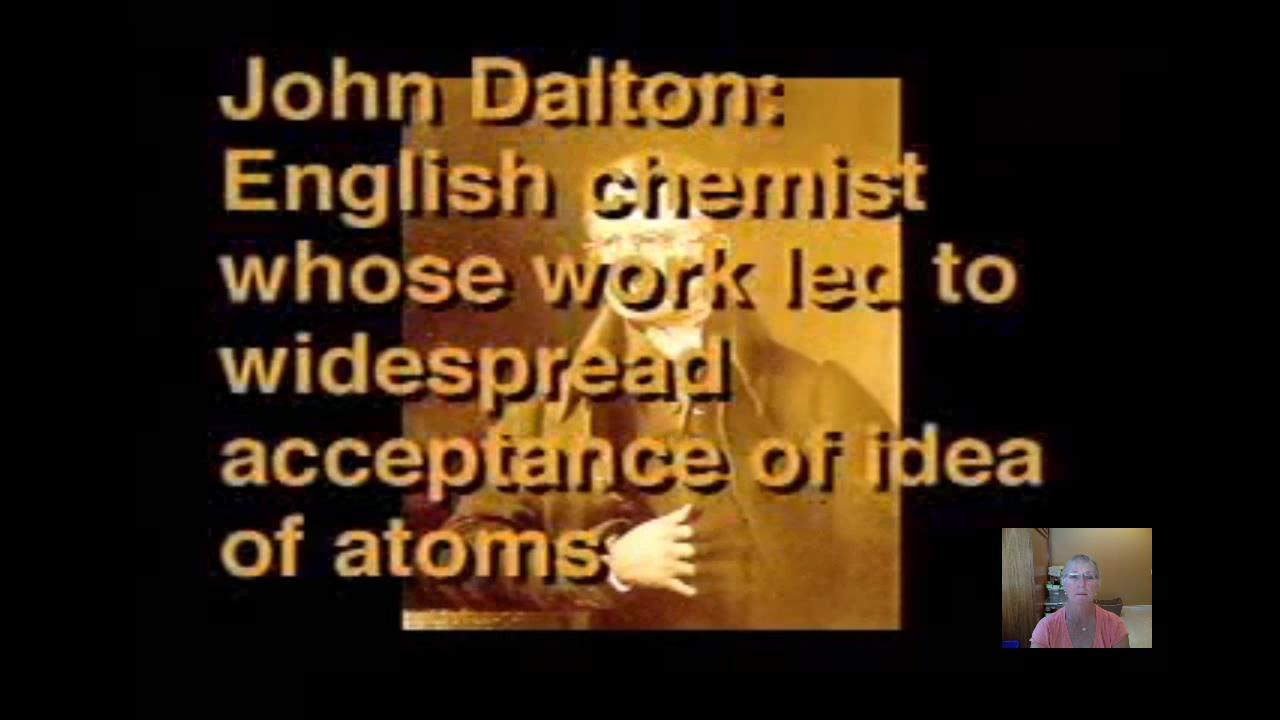 John Dalton:
English chemist
whose work led to
widespread
acceptance of idea
of atoms